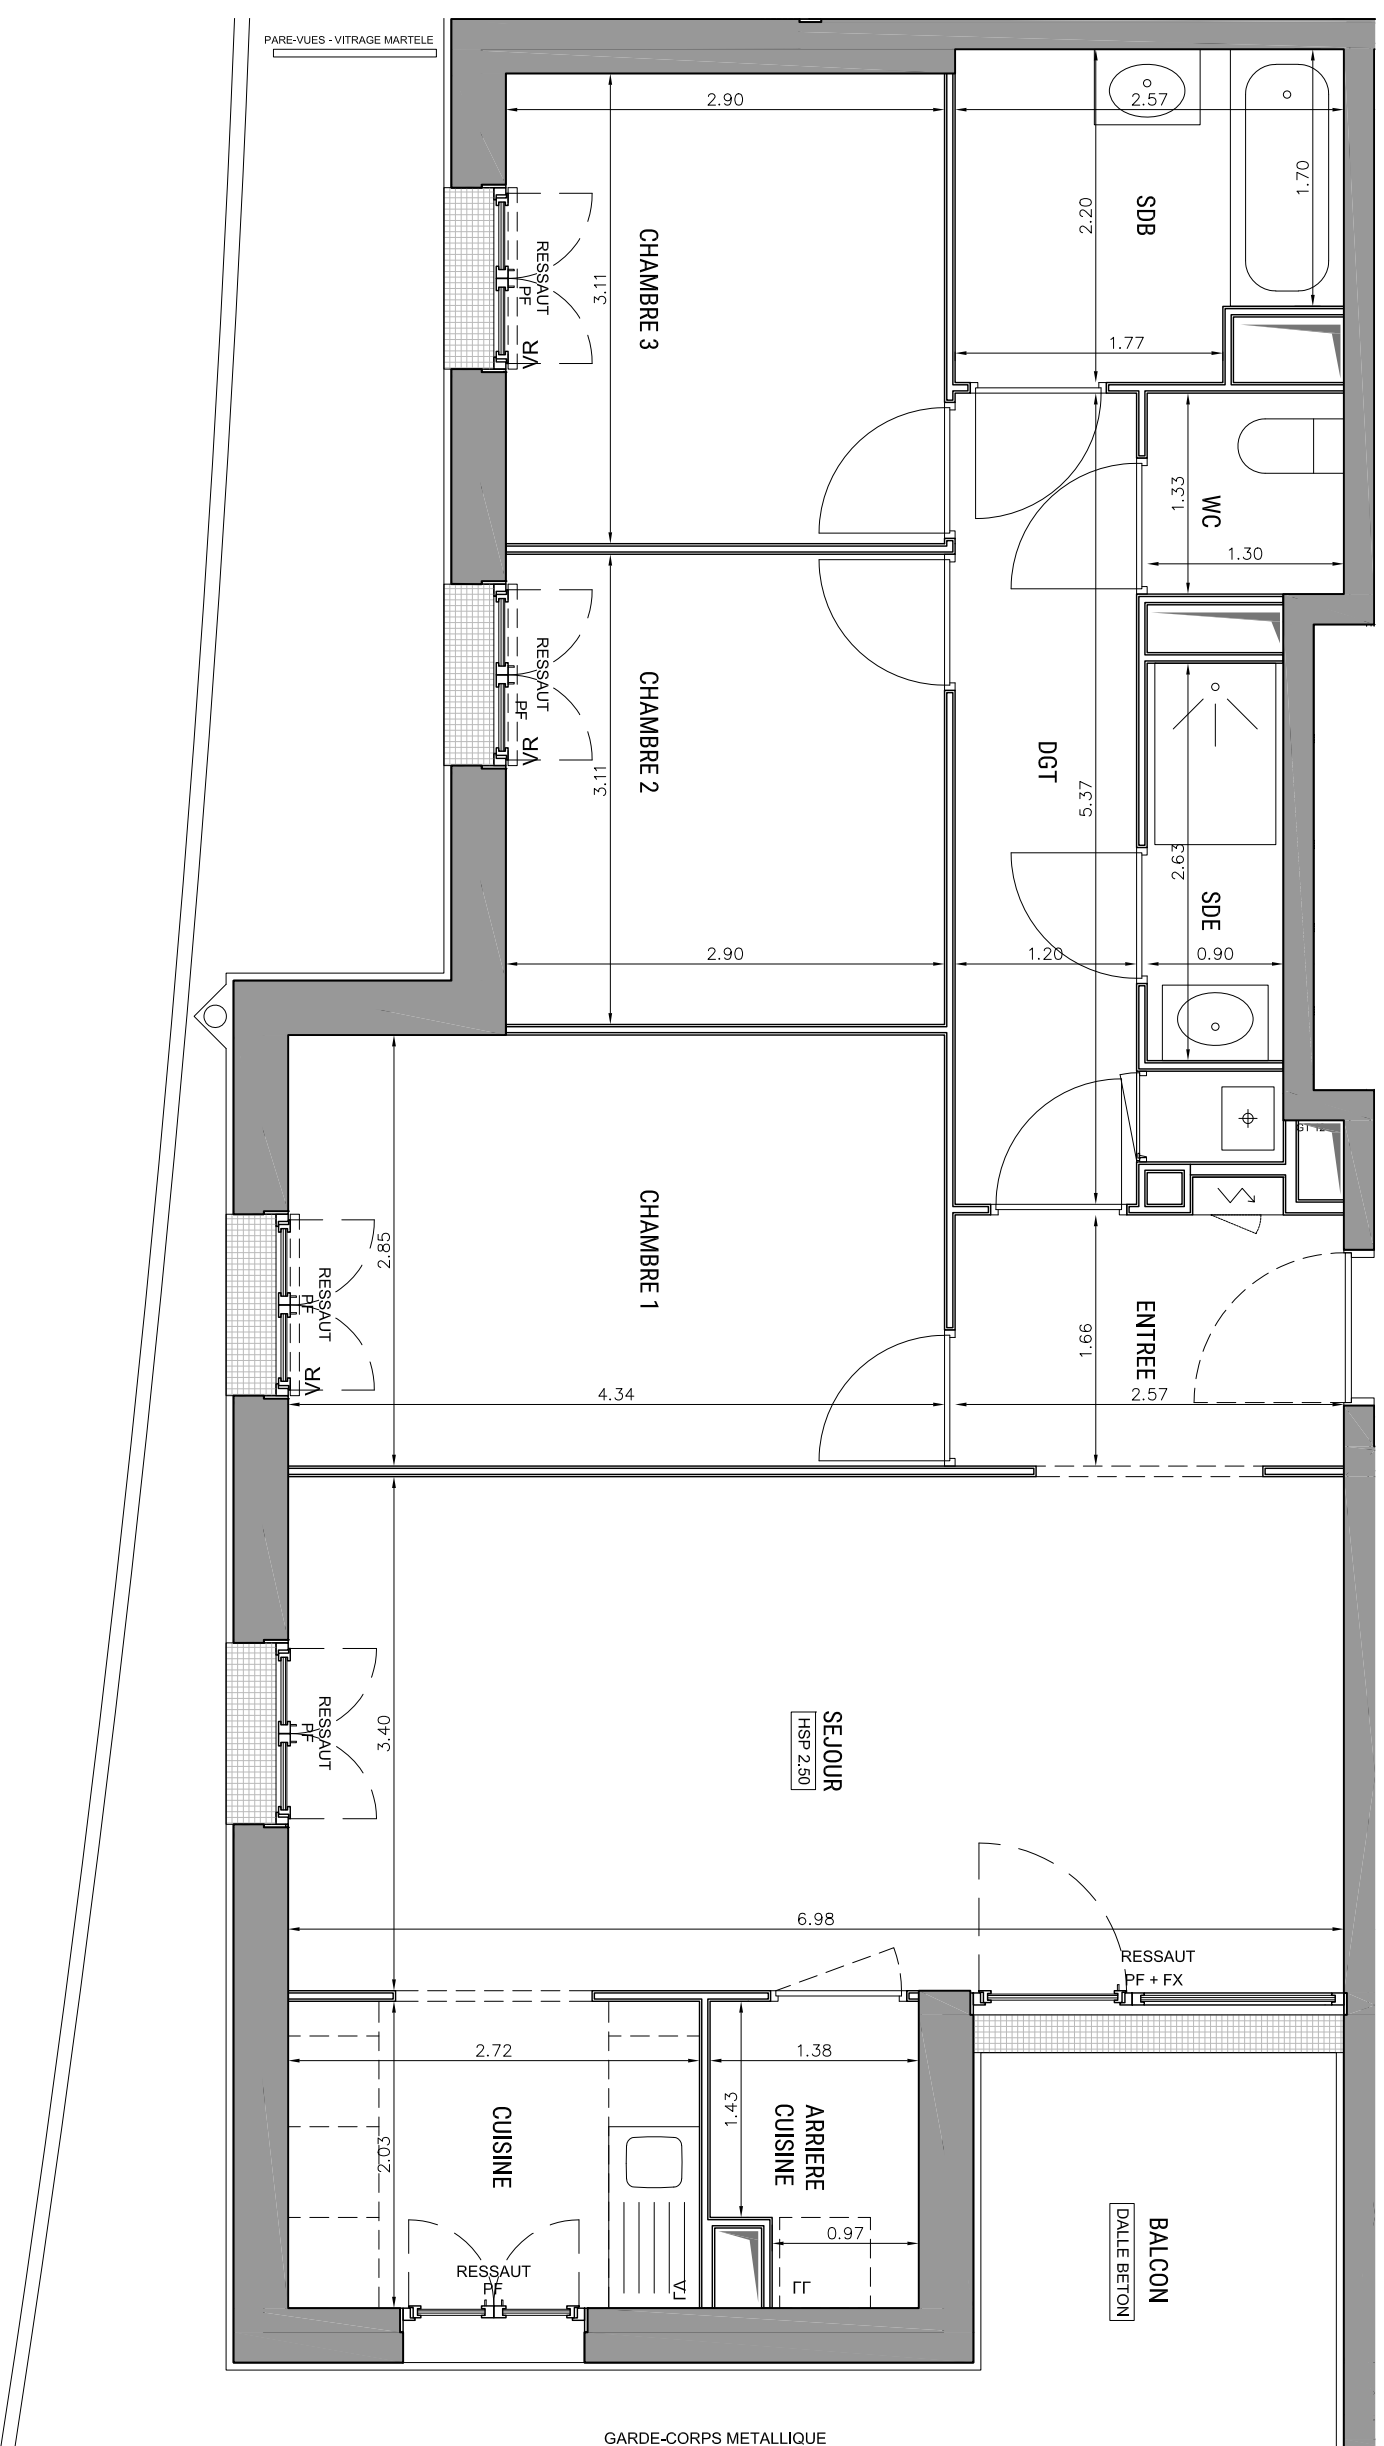 PARE-VUES - VITRAGE MARTELE
2.90
2.57
1.70
SDB
2.20
CHAMBRE 3
3.11
RESSAUT
PF
VR
1.77
WC
1.33
1.30
CHAMBRE 2
3.11
RESSAUT
PF
VR
DGT
5.37
2.63
SDE
2.90
1.20
0.90
CHAMBRE 1
2.85
RESSAUT
PF
VR
4.34
ENTREE
1.66
2.57
SEJOUR
HSP 2.50
3.40
RESSAUT
PF
6.98
RESSAUT
PF + FX
2.72
1.38
CUISINE
2.03
1.43
ARRIERE
CUISINE
0.97
LL
LV
RESSAUT
PF
BALCON
DALLE BETON
GARDE-CORPS METALLIQUE